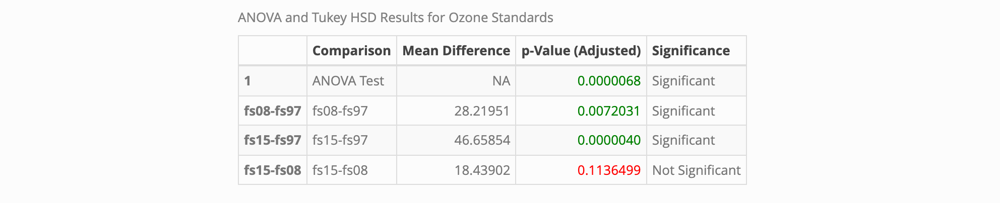 ANOVA and Tukey HSD Results for Ozone Standards
Comparison Mean Difference p-Value (Adjusted) Significance
1 ANOVA Test NA 0.0000068 Significant
fs08-fs97 fs08-fs97 28.21951 0.0072031 Significant
fs15-fs97 fs15-fs97 46.65854 0.0000040 Significant
fs15-fs08 fs15-fs08 18.43902 0.1136499 Not Significant